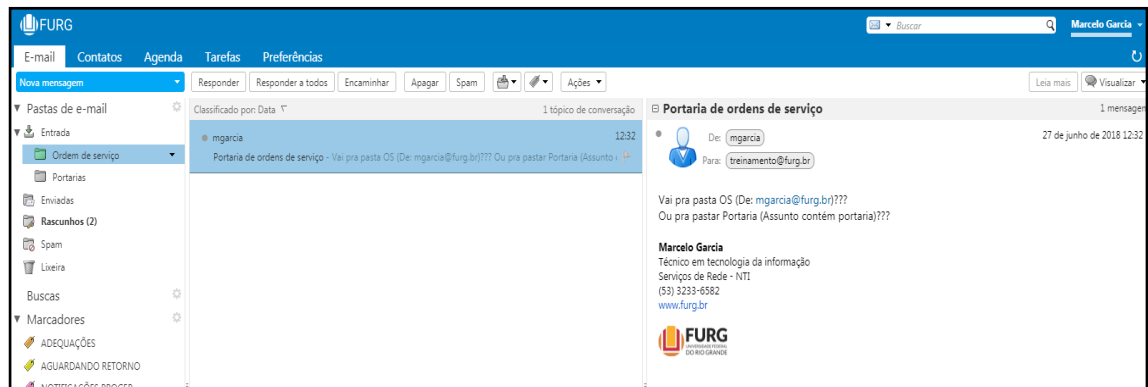 FURG
Buscar
Marcelo Garcia
E-mail Contatos Agenda Tarefas Preferências
Nova mensagem
Responder Responder a todos Encaminhar Apagar Spam Ações Leia mais Visualizar
Pastas de e-mail
Entrada
Ordem de serviço
Portarias
Enviadas
Rascunhos (2)
Spam
Lixeira
Buscas
Marcadores
ADEQUAÇÕES
AGUARDANDO RETORNO
NOTIFICAÇÕES PROGEP
Classificado por: Data 1 tópico de conversação
mgarcia 12:32
Portaria de ordens de serviço - Vai pra pasta OS (De: mgarcia@furg.br)??? Ou pra pastar Portaria (Assunto
Portaria de ordens de serviço 1 mensagem
De: mgarcia 27 de junho de 2018 12:32
Para: treinamento@furg.br
Vai pra pasta OS (De: mgarcia@furg.br)???
Ou pra pastar Portaria (Assunto contém portaria)???
Marcelo Garcia
Técnico em tecnologia da informação
Serviços de Rede - NTI
(53) 3233-6582
www.furg.br
FURG
UNIVERSIDADE FEDERAL
DO RIO GRANDE